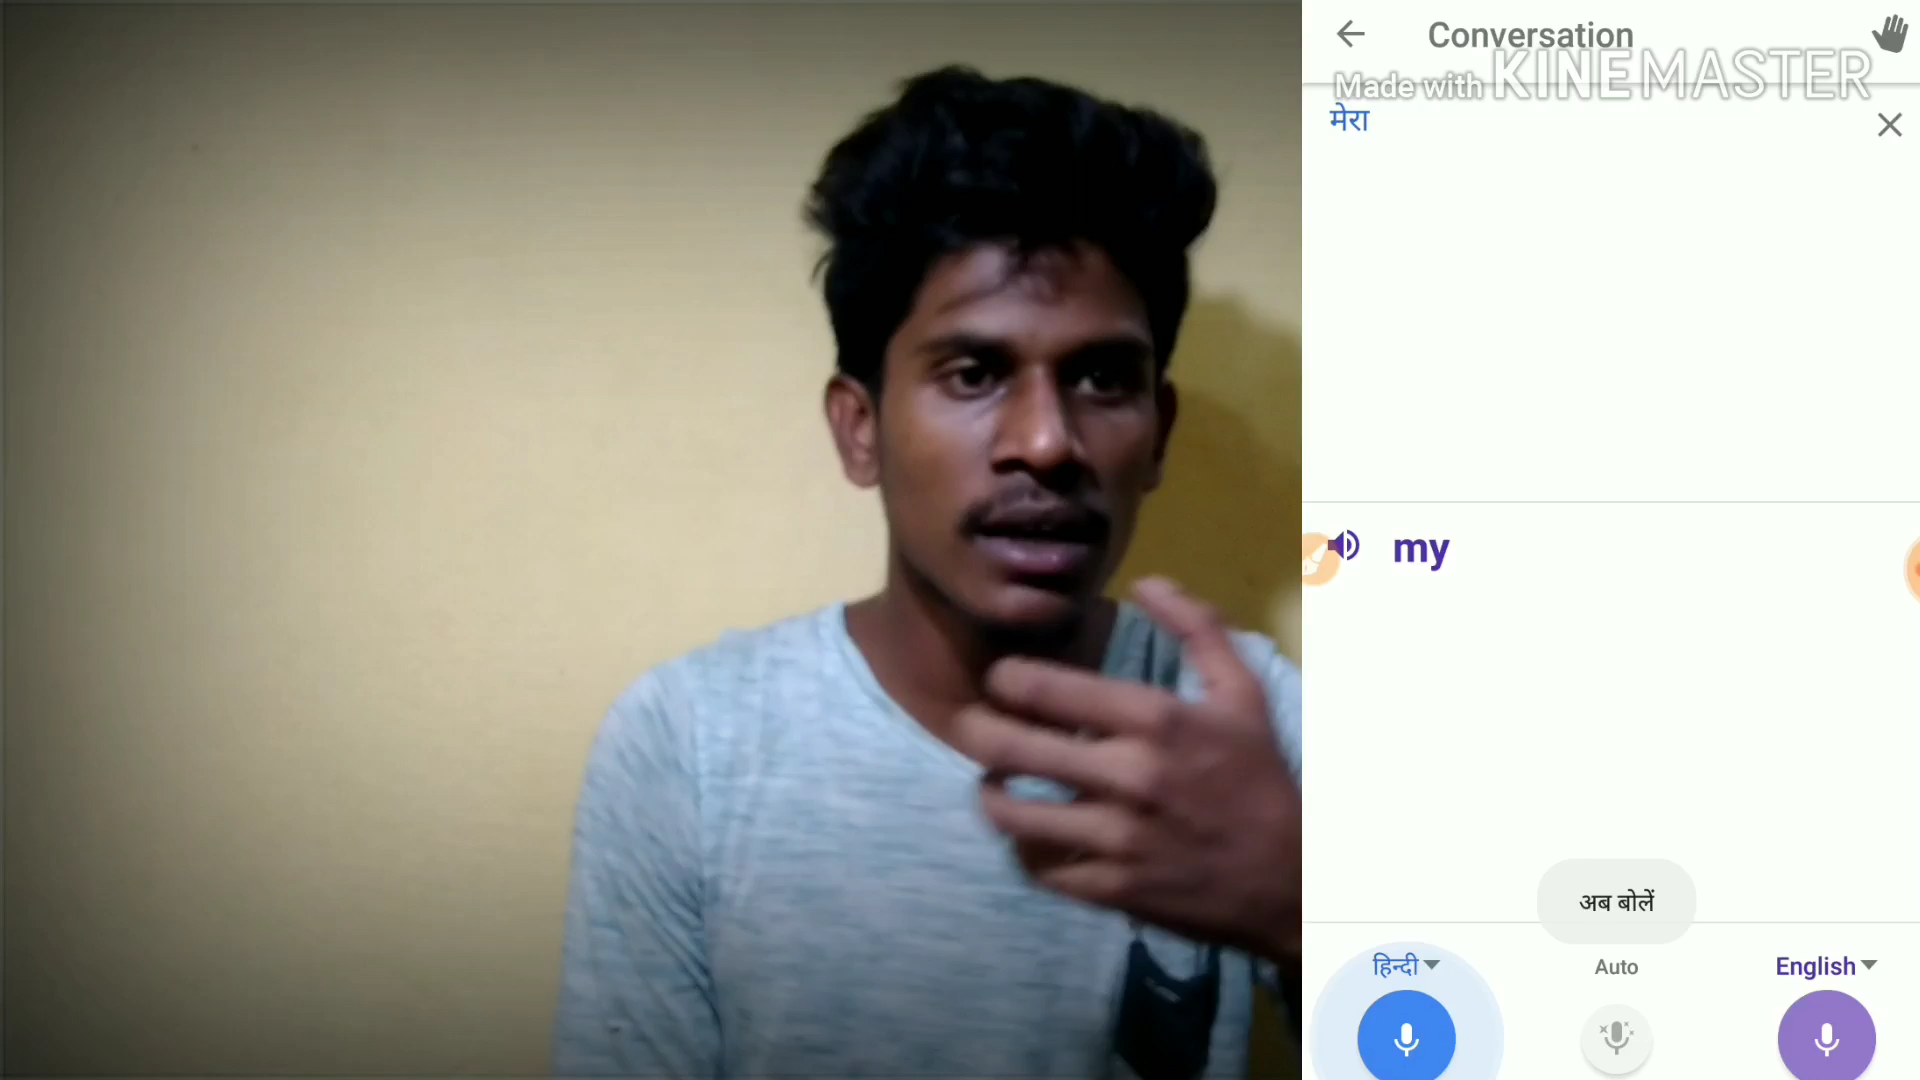 Conversation
Made with KINEMASTER
मेरा
my
अब बोलें
हिन्दी
Auto
English